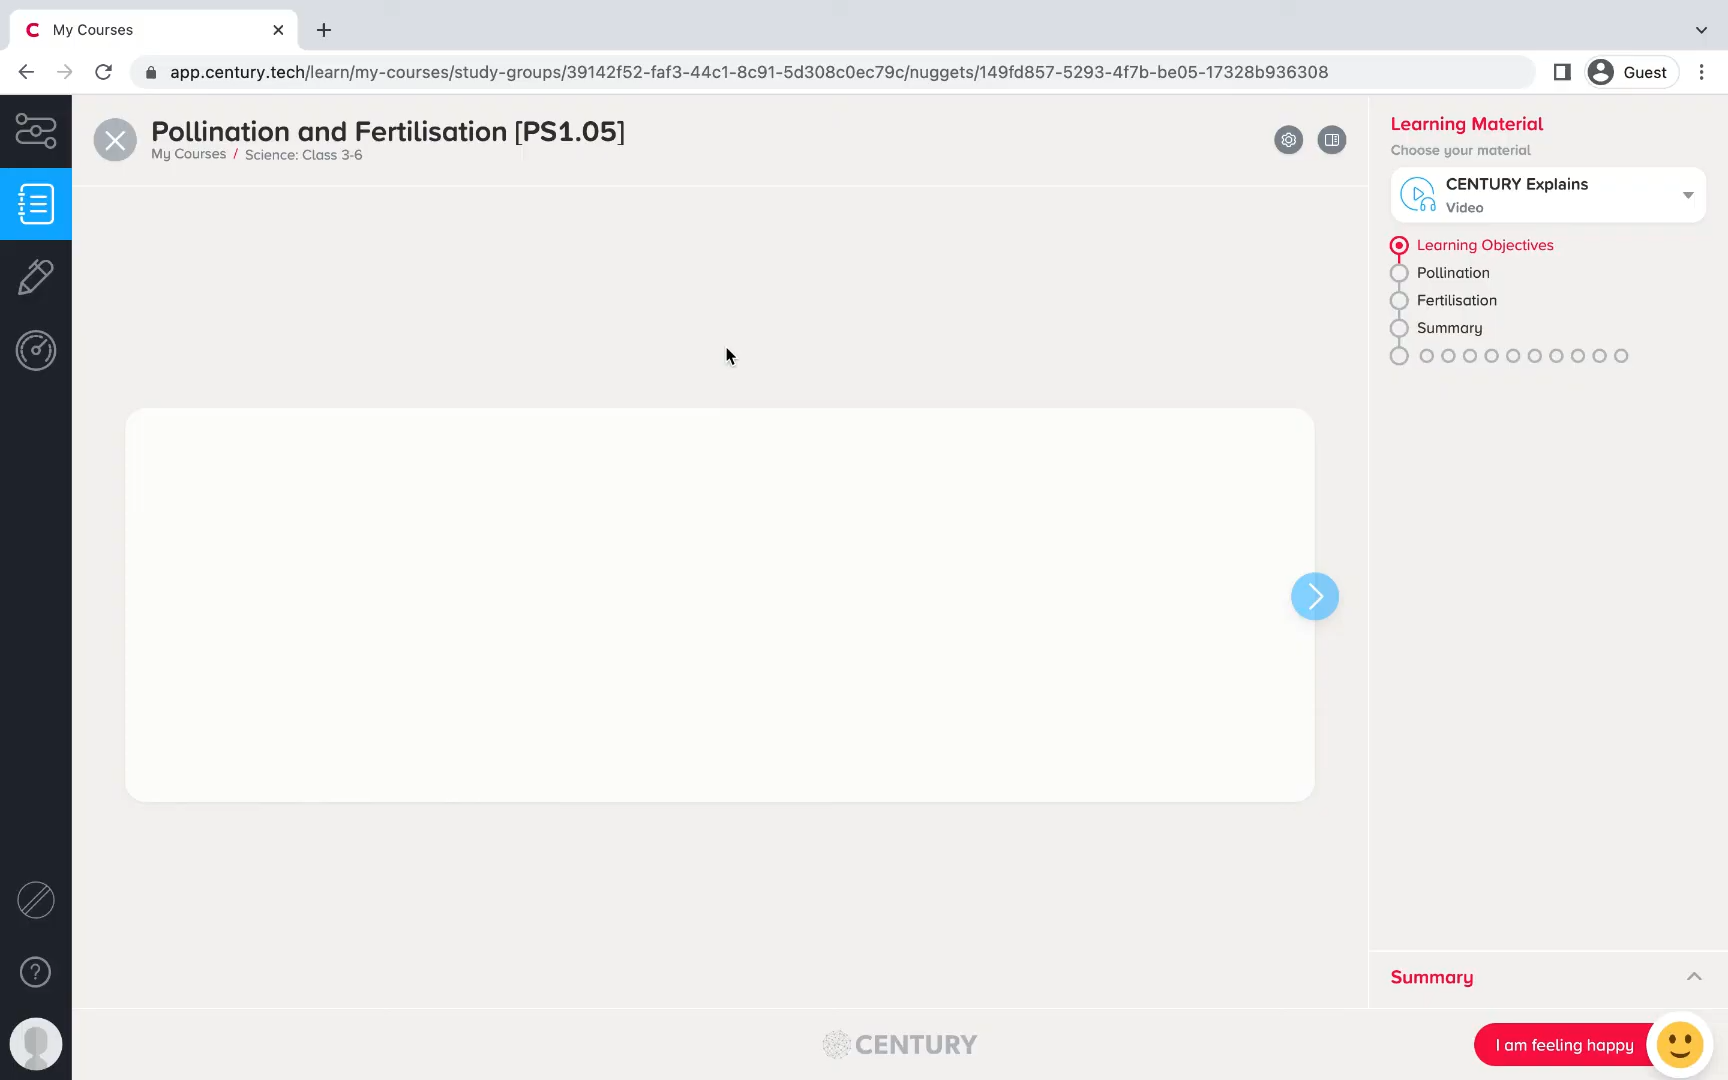 C My Courses
app.century.tech/learn/my-courses/study-groups/39142f52-faf3-44c1-8c91-5d308c0ec79c/nuggets/149fd857-5293-4f7b-be05-17328b936308
Guest
Pollination and Fertilisation [PS1.05]
My Courses / Science: Class 3-6
Learning Material
Choose your material
CENTURY Explains
Video
Learning Objectives
Pollination
Fertilisation
Summary
Summary
?
CENTURY
I am feeling happy